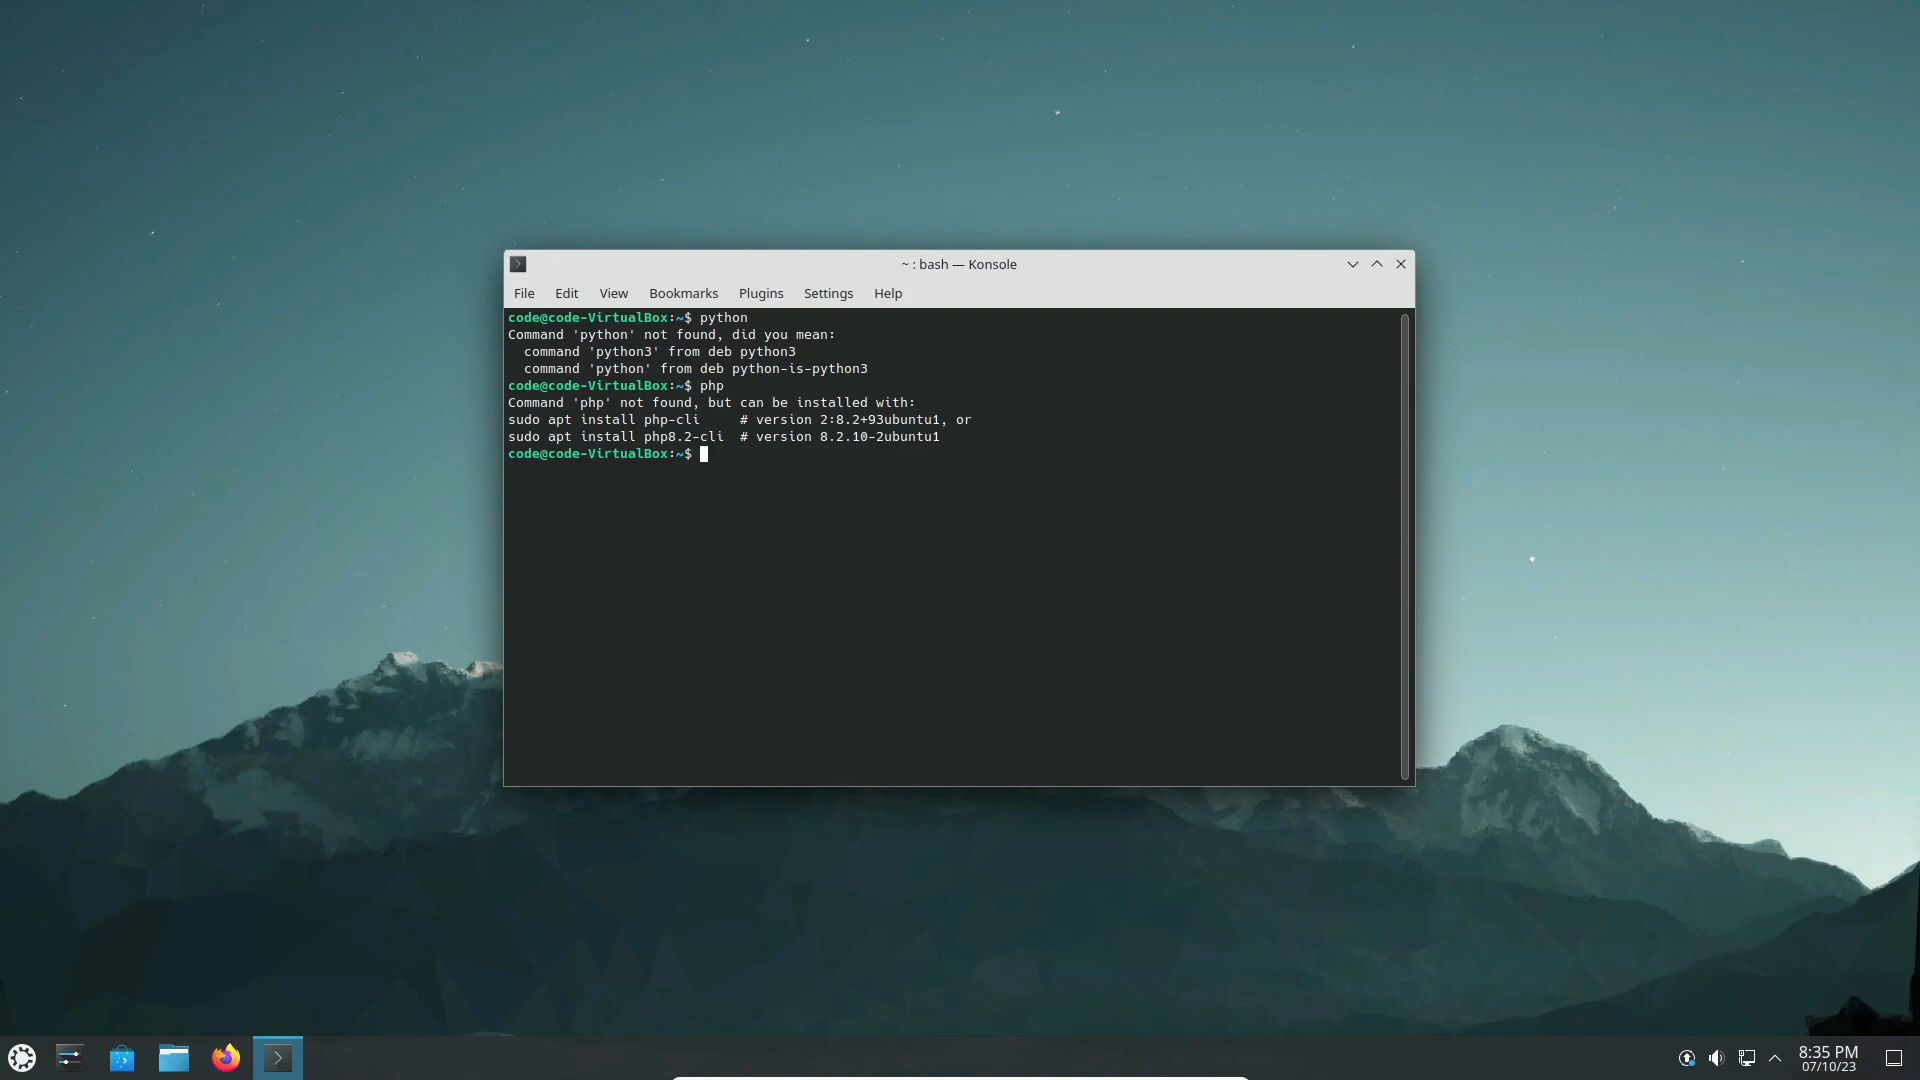 ~ : bash — Konsole
File Edit View Bookmarks Plugins Settings Help
code@code-VirtualBox:~$ python
Command 'python' not found, did you mean:
  command 'python3' from deb python3
  command 'python' from deb python-is-python3
code@code-VirtualBox:~$ php
Command 'php' not found, but can be installed with:
sudo apt install php-cli     # version 2:8.2+93ubuntu1, or
sudo apt install php8.2-cli  # version 8.2.10-2ubuntu1
code@code-VirtualBox:~$
8:35 PM
07/10/23